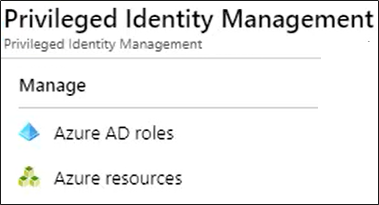 Privileged Identity Management
Privileged Identity Management
Manage
Azure AD roles
Azure resources